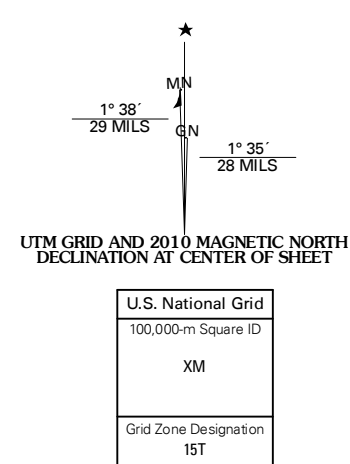 ★
MN
1° 38´
29 MILS
GN
1° 35´
28 MILS
UTM GRID AND 2010 MAGNETIC NORTH
DECLINATION AT CENTER OF SHEET
U.S. National Grid
100,000-m Square ID
XM
Grid Zone Designation
15T